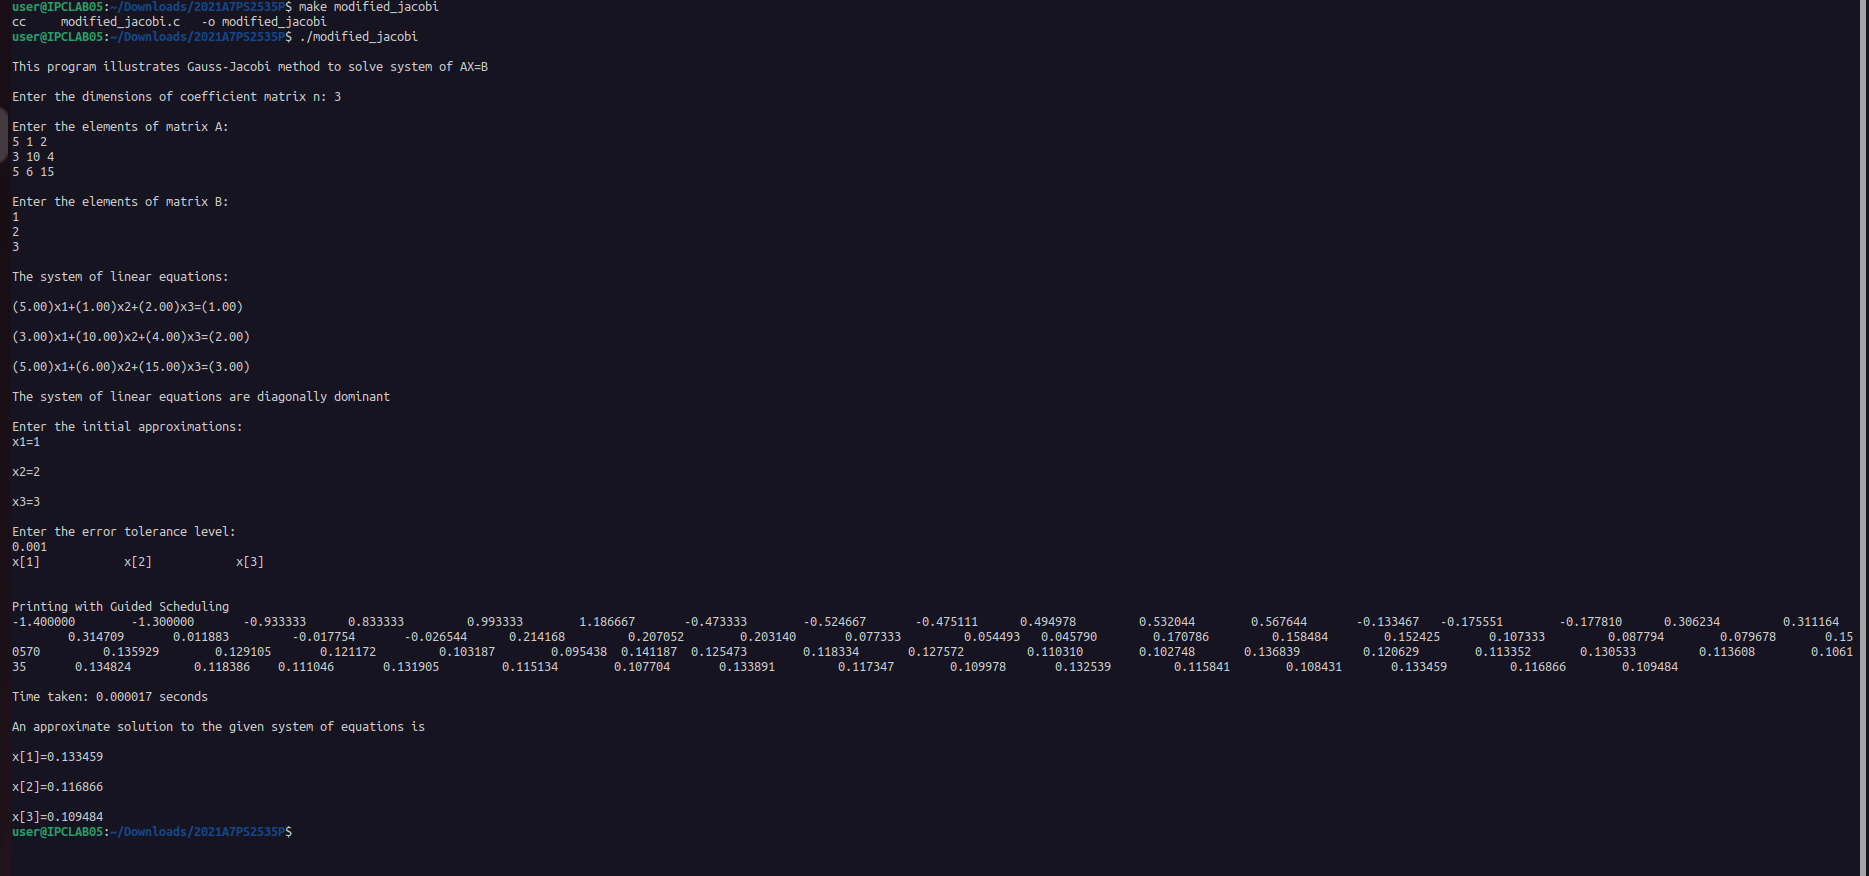 user@IPCLAB05:~/Downloads/2021A7PS2535P$ make modified_jacobi
cc     modified_jacobi.c   -o modified_jacobi
user@IPCLAB05:~/Downloads/2021A7PS2535P$ ./modified_jacobi
This program illustrates Gauss-Jacobi method to solve system of AX=B
Enter the dimensions of coefficient matrix n: 3
Enter the elements of matrix A:
5 1 2
3 10 4
5 6 15
Enter the elements of matrix B:
1
2
3
The system of linear equations:
(5.00)x1+(1.00)x2+(2.00)x3=(1.00)
(3.00)x1+(10.00)x2+(4.00)x3=(2.00)
(5.00)x1+(6.00)x2+(15.00)x3=(3.00)
The system of linear equations are diagonally dominant
Enter the initial approximations:
x1=1
x2=2
x3=3
Enter the error tolerance level:
0.001
x[1]            x[2]            x[3]
Printing with Guided Scheduling
-1.400000        -1.300000       -0.933333       0.833333         0.993333        1.186667       -0.473333        -0.524667       -0.475111      0.494978         0.532044        0.567644       -0.133467   -0.175551        -0.177810      0.306234         0.311164
        0.314709       0.011883         -0.017754       -0.026544      0.214168         0.207052        0.203140       0.077333         0.054493   0.045790        0.170786         0.158484        0.152425       0.107333       0.087794        0.079678       0.15
0570         0.135929        0.129105       0.121172       0.103187        0.095438  0.141187  0.125473         0.118334        0.127572      0.110310        0.102748       0.136839         0.120629        0.113352       0.130533         0.113608        0.1061
35       0.134824         0.118386    0.111046       0.131905         0.115134        0.107704       0.133891         0.117347        0.109978       0.132539         0.115841        0.108431       0.133459         0.116866        0.109484
Time taken: 0.000017 seconds
An approximate solution to the given system of equations is
x[1]=0.133459
x[2]=0.116866
x[3]=0.109484
user@IPCLAB05:~/Downloads/2021A7PS2535P$